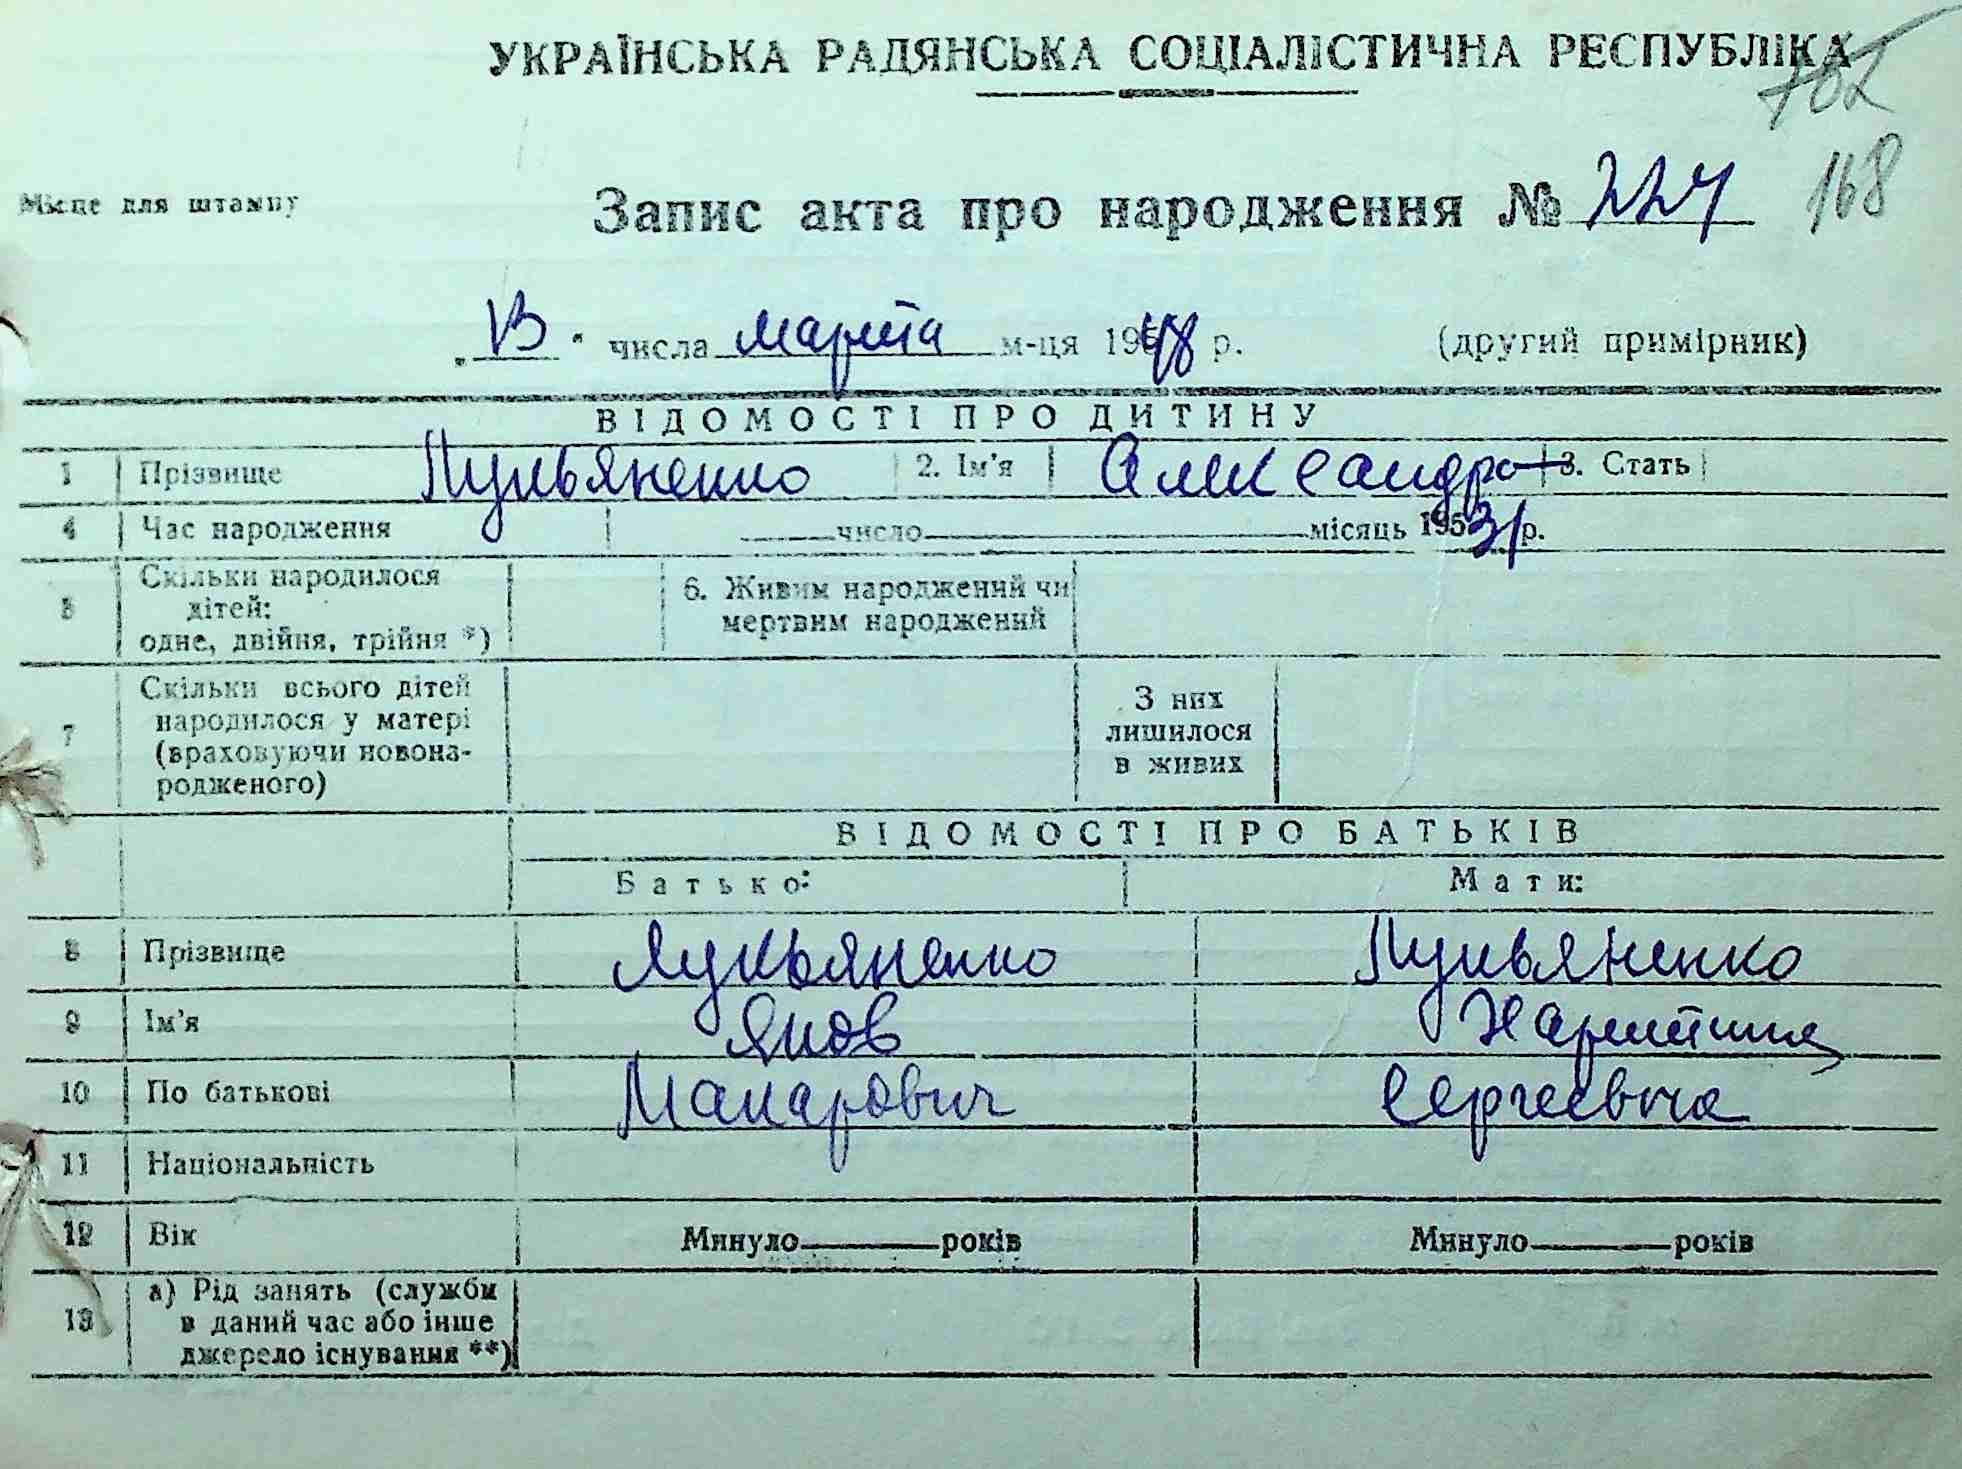 УКРАЇНСЬКА РАДЯНСЬКА СОЦІАЛІСТИЧНА РЕСПУБЛІКА
168
Місце для штампу
Запис акта про народження № 227
„13" числа марта м-ця 1948 р. (другий примірник)
ВІДОМОСТІ ПРО ДИТИНУ
1 Прізвище Лукьяненко 2. Ім'я Александра 3. Стать
4 Час народження число місяць 1931 р.
5 Скільки народилося дітей: одне, двійня, трійня *) 6. Живим народжений чи мертвим народжений
7 Скільки всього дітей народилося у матері (враховуючи новонародженого) З них лишилося в живих
ВІДОМОСТІ ПРО БАТЬКІВ
Батько: Мати:
8 Прізвище Лукьяненко Лукьяненко
9 Ім'я Яков Харитина
10 По батькові Макарович Сергеевна
11 Національність
12 Вік Минуло років Минуло років
13 а) Рід занять (служби в даний час або інше джерело існування **)